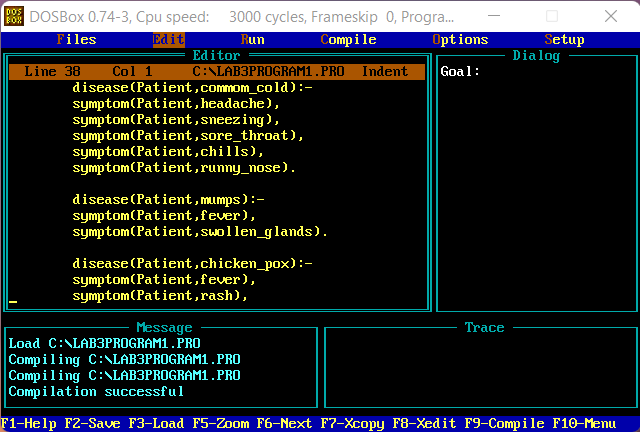 DOS BOX
DOSBox 0.74-3, Cpu speed: 3000 cycles, Frameskip 0, Progra...
Files Edit Run Compile Options Setup
Editor
Line 38 Col 1 C:\LAB3PROGRAM1.PRO Indent
disease(Patient,commom_cold):-
symptom(Patient,headache),
symptom(Patient,sneezing),
symptom(Patient,sore_throat),
symptom(Patient,chills),
symptom(Patient,runny_nose).
disease(Patient,mumps):-
symptom(Patient,fever),
symptom(Patient,swollen_glands).
disease(Patient,chicken_pox):-
symptom(Patient,fever),
symptom(Patient,rash),
Dialog
Goal:
Message
Load C:\LAB3PROGRAM1.PRO
Compiling C:\LAB3PROGRAM1.PRO
Compiling C:\LAB3PROGRAM1.PRO
Compilation successful
Trace
F1-Help F2-Save F3-Load F5-Zoom F6-Next F7-Xcopy F8-Xedit F9-Compile F10-Menu